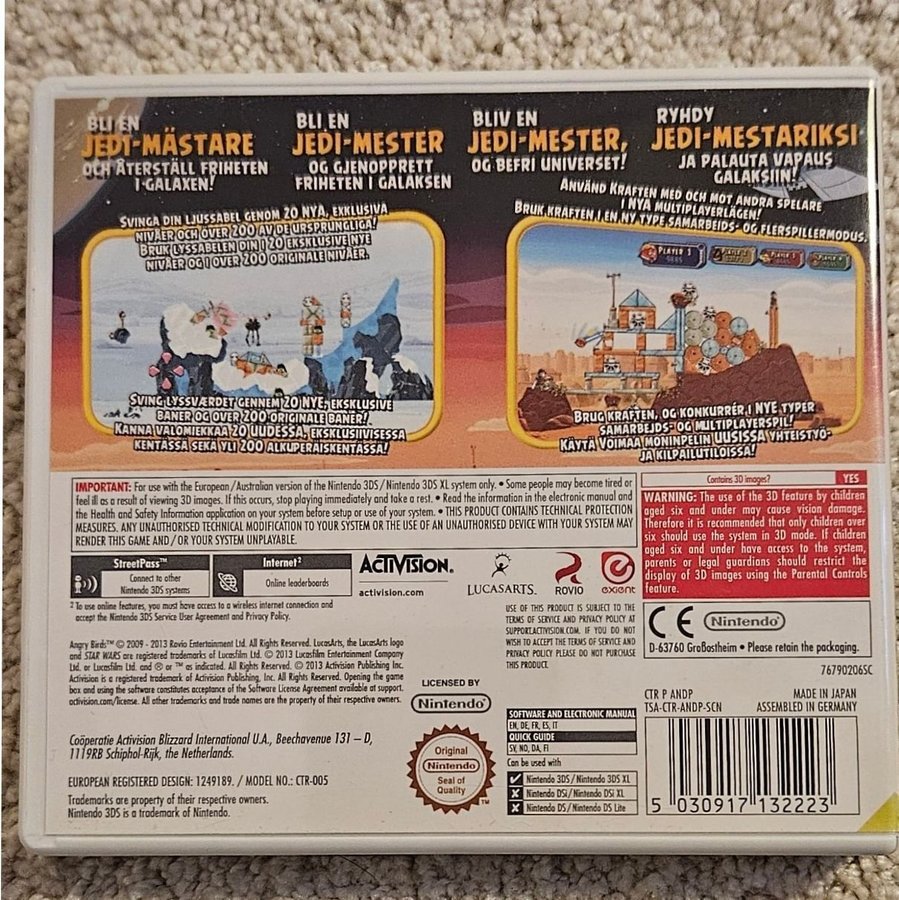 BLI EN
JEDI-MÄSTARE
OCH ÅTERSTÄLL FRIHETEN
I GALAXEN!
BLI EN
JEDI-MESTER
OG GJENOPPRETT
FRIHETEN I GALAKSEN
BLIV EN
JEDI-MESTER,
OG BEFRI UNIVERSET!
RYHDY
JEDI-MESTARIKSI
JA PALAUTA VAPAUS
GALAKSIIN!
SVINGA DIN LJUSSABEL GENOM 20 NYA, EXKLUSIVA
NIVÅER OCH ÖVER 200 AV DE URSPRUNGLIGA!
BRUK LYSSABELEN DIN I 20 EKSKLUSIVE NYE
NIVÅER OG I OVER 200 ORIGINALE NIVÅER.
SVING LYSSVÆRDET GENNEM 20 NYE, EKSKLUSIVE
BANER OG OVER 200 ORIGINALE BANER!
KANNA VALOMIEKKAA 20 UUDESSA, EKSKLUSIIVISESSA
KENTÄSSÄ SEKÄ YLI 200 ALKUPERÄISKENTÄSSÄ!
ANVÄND KRAFTEN MED OCH MOT ANDRA SPELARE
I NYA MULTIPLAYERLÄGEN!
BRUK KRAFTEN I EN NY TYPE SAMARBEIDS- OG FLERSPILLERMODUS.
PLAYER 1
BRUG KRAFTEN, OG KONKURRÉR I NYE TYPER
SAMARBEJDS- OG MULTIPLAYERSPIL!
KÄYTÄ VOIMAA MONINPELIN UUSISSA YHTEISTYÖ-
JA KILPAILUTILOISSA!
IMPORTANT: For use with the European/Australian version of the Nintendo 3DS/Nintendo 3DS XL system only. • Some people may become tired or
feel ill as a result of viewing 3D images. If this occurs, stop playing immediately and take a rest. • Read the information in the electronic manual and
the Health and Safety Information application on your system before setup or use of your system. • THIS PRODUCT CONTAINS TECHNICAL PROTECTION
MEASURES. ANY UNAUTHORISED TECHNICAL MODIFICATION TO YOUR SYSTEM OR THE USE OF AN UNAUTHORISED DEVICE WITH YOUR SYSTEM MAY
RENDER THIS GAME AND/OR YOUR SYSTEM UNPLAYABLE.
Contains 3D images? YES
WARNING: The use of the 3D feature by children
aged six and under may cause vision damage.
Therefore it is recommended that only children over
six should use the system in 3D mode. If children
aged six and under have access to the system,
parents or legal guardians should restrict the
display of 3D images using the Parental Controls
feature.
StreetPass™
Connect to other
Nintendo 3DS systems
Internet²
Online leaderboards
² To use online features, you must have access to a wireless internet connection and
accept the Nintendo 3DS Service User Agreement and Privacy Policy.
ACTIVISION.
activision.com
LUCASARTS.
ROVIO
exient
USE OF THIS PRODUCT IS SUBJECT TO THE
TERMS OF SERVICE AND PRIVACY POLICY AT
SUPPORT.ACTIVISION.COM. IF YOU DO NOT
WISH TO ACCEPT THE TERMS OF SERVICE AND
PRIVACY POLICY PLEASE DO NOT PURCHASE
THIS PRODUCT.
CE
Nintendo
D-63760 Großostheim • Please retain the packaging.
76790206SC
Angry Birds™ © 2009 - 2013 Rovio Entertainment Ltd. All Rights Reserved. LucasArts, the LucasArts logo
and STAR WARS are registered trademarks of Lucasfilm Ltd. © 2013 Lucasfilm Entertainment Company
Ltd. or Lucasfilm Ltd. and ® or ™ as indicated. All Rights Reserved. © 2013 Activision Publishing Inc.
Activision is a registered trademark of Activision Publishing, Inc. All Rights Reserved. Opening the game
box and using the software constitutes acceptance of the Software License Agreement available at support.
activision.com/license. All other trademarks and trade names are the property of their respective owners.
LICENSED BY
Nintendo
Coöperatie Activision Blizzard International U.A., Beechavenue 131 – D,
1119RB Schiphol-Rijk, the Netherlands.
EUROPEAN REGISTERED DESIGN: 1249189. / MODEL NO.: CTR-005
Trademarks are property of their respective owners.
Nintendo 3DS is a trademark of Nintendo.
Original
Nintendo
Seal of
Quality
™
SOFTWARE AND ELECTRONIC MANUAL
EN, DE, FR, ES, IT
QUICK GUIDE
SV, NO, DA, FI
Can be used with
Nintendo 3DS/Nintendo 3DS XL
Nintendo DSi/Nintendo DSi XL
Nintendo DS/Nintendo DS Lite
CTR P ANDP
TSA-CTR-ANDP-SCN
MADE IN JAPAN
ASSEMBLED IN GERMANY
5 030917 132223